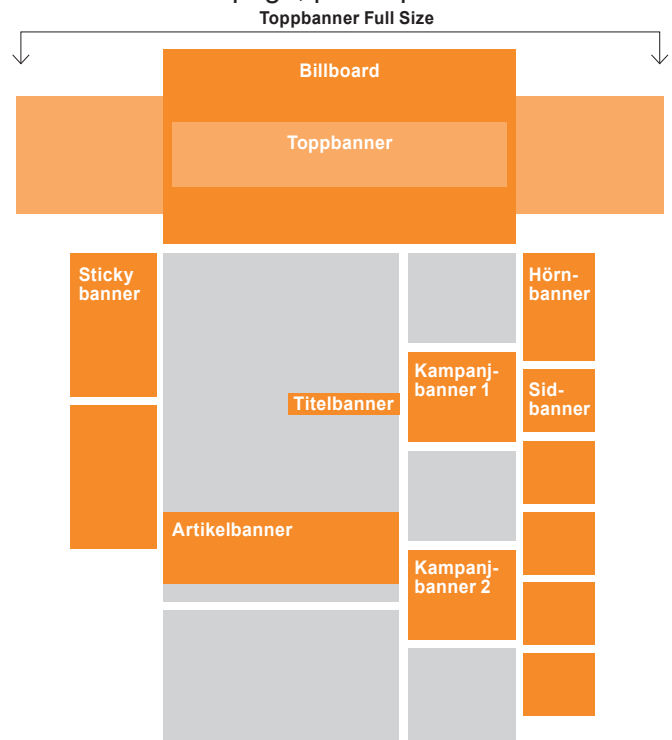 Toppbanner Full Size
Billboard
Toppbanner
Sticky
banner
Hörn-
banner
Kampanj-
banner 1
Sid-
banner
Titelbanner
Artikelbanner
Kampanj-
banner 2